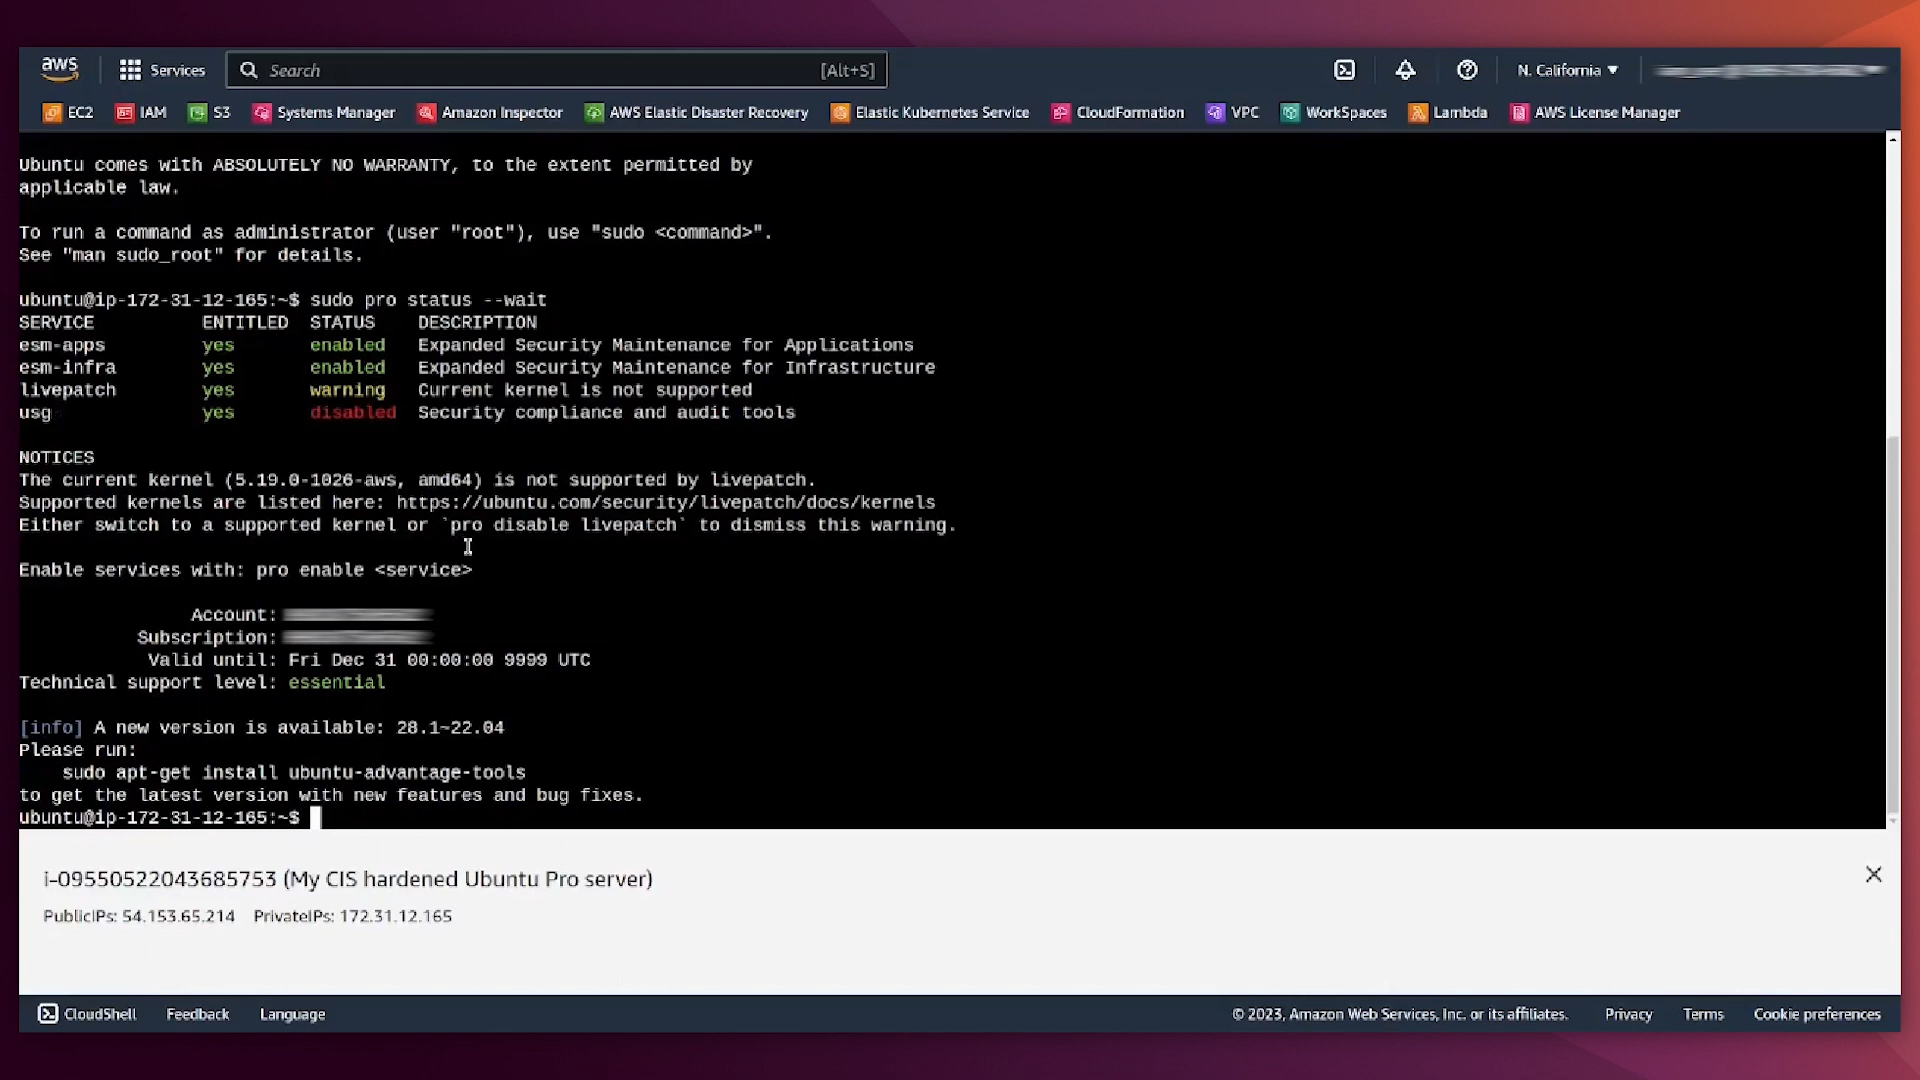 aws Services Search [Alt+S] N. California ▼
EC2 IAM S3 Systems Manager Amazon Inspector AWS Elastic Disaster Recovery Elastic Kubernetes Service CloudFormation VPC WorkSpaces Lambda AWS License Manager
Ubuntu comes with ABSOLUTELY NO WARRANTY, to the extent permitted by
applicable law.
To run a command as administrator (user "root"), use "sudo <command>".
See "man sudo_root" for details.
ubuntu@ip-172-31-12-165:~$ sudo pro status --wait
SERVICE ENTITLED STATUS DESCRIPTION
esm-apps yes enabled Expanded Security Maintenance for Applications
esm-infra yes enabled Expanded Security Maintenance for Infrastructure
livepatch yes warning Current kernel is not supported
usg yes disabled Security compliance and audit tools
NOTICES
The current kernel (5.19.0-1026-aws, amd64) is not supported by livepatch.
Supported kernels are listed here: https://ubuntu.com/security/livepatch/docs/kernels
Either switch to a supported kernel or `pro disable livepatch` to dismiss this warning.
Enable services with: pro enable <service>
Account:
Subscription:
Valid until: Fri Dec 31 00:00:00 9999 UTC
Technical support level: essential
[info] A new version is available: 28.1~22.04
Please run:
sudo apt-get install ubuntu-advantage-tools
to get the latest version with new features and bug fixes.
ubuntu@ip-172-31-12-165:~$
i-09550522043685753 (My CIS hardened Ubuntu Pro server)
PublicIPs: 54.153.65.214 PrivateIPs: 172.31.12.165
CloudShell Feedback Language © 2023, Amazon Web Services, Inc. or its affiliates. Privacy Terms Cookie preferences